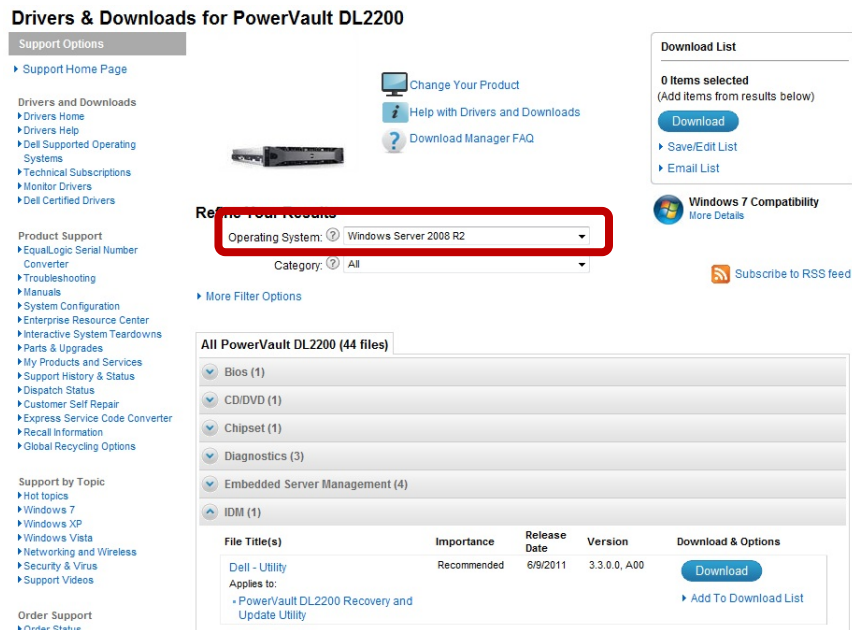 Drivers & Downloads for PowerVault DL2200
Support Options
Support Home Page
Drivers and Downloads
Drivers Home
Drivers Help
Dell Supported Operating
Systems
Technical Subscriptions
Monitor Drivers
Dell Certified Drivers
Product Support
EqualLogic Serial Number
Converter
Troubleshooting
Manuals
System Configuration
Enterprise Resource Center
Interactive System Teardowns
Parts & Upgrades
My Products and Services
Support History & Status
Dispatch Status
Customer Self Repair
Express Service Code Converter
Recall Information
Global Recycling Options
Support by Topic
Hot topics
Windows 7
Windows XP
Windows Vista
Networking and Wireless
Security & Virus
Support Videos
Order Support
Order Status
Change Your Product
Help with Drivers and Downloads
Download Manager FAQ
Download List
0 Items selected
(Add items from results below)
Download
Save/Edit List
Email List
Windows 7 Compatibility
More Details
Subscribe to RSS feed
Refine Your Results
Operating System: ? Windows Server 2008 R2
Category: ? All
More Filter Options
All PowerVault DL2200 (44 files)
Bios (1)
CD/DVD (1)
Chipset (1)
Diagnostics (3)
Embedded Server Management (4)
IDM (1)
File Title(s) Importance Release Date Version Download & Options
Dell - Utility Recommended 6/9/2011 3.3.0.0, A00 Download
Applies to:
PowerVault DL2200 Recovery and
Update Utility
Add To Download List